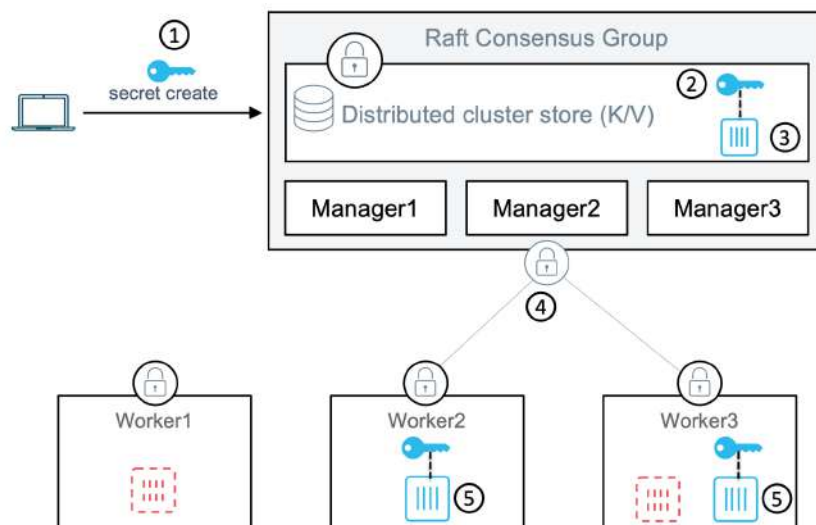 ①
secret create
Raft Consensus Group
Distributed cluster store (K/V)
②
③
Manager1
Manager2
Manager3
④
Worker1
Worker2
Worker3
⑤
⑤